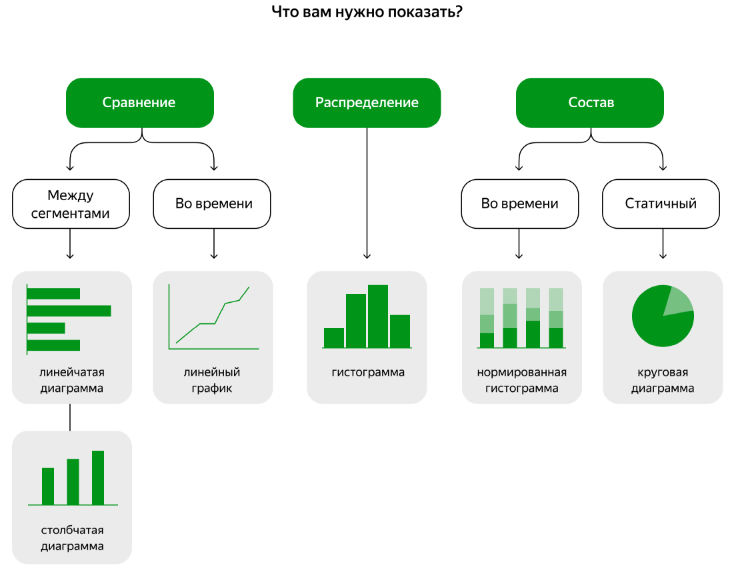 Что вам нужно показать?
Сравнение
Распределение
Состав
Между
сегментами
Во времени
Во времени
Статичный
линейчатая
диаграмма
линейный
график
гистограмма
нормированная
гистограмма
круговая
диаграмма
столбчатая
диаграмма